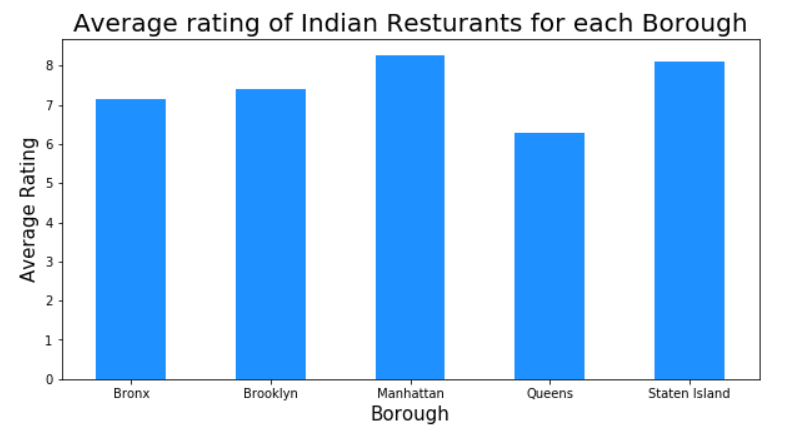 Average rating of Indian Resturants for each Borough
Average Rating
8
7
6
5
4
3
2
1
0
Bronx Brooklyn Manhattan Queens Staten Island
Borough